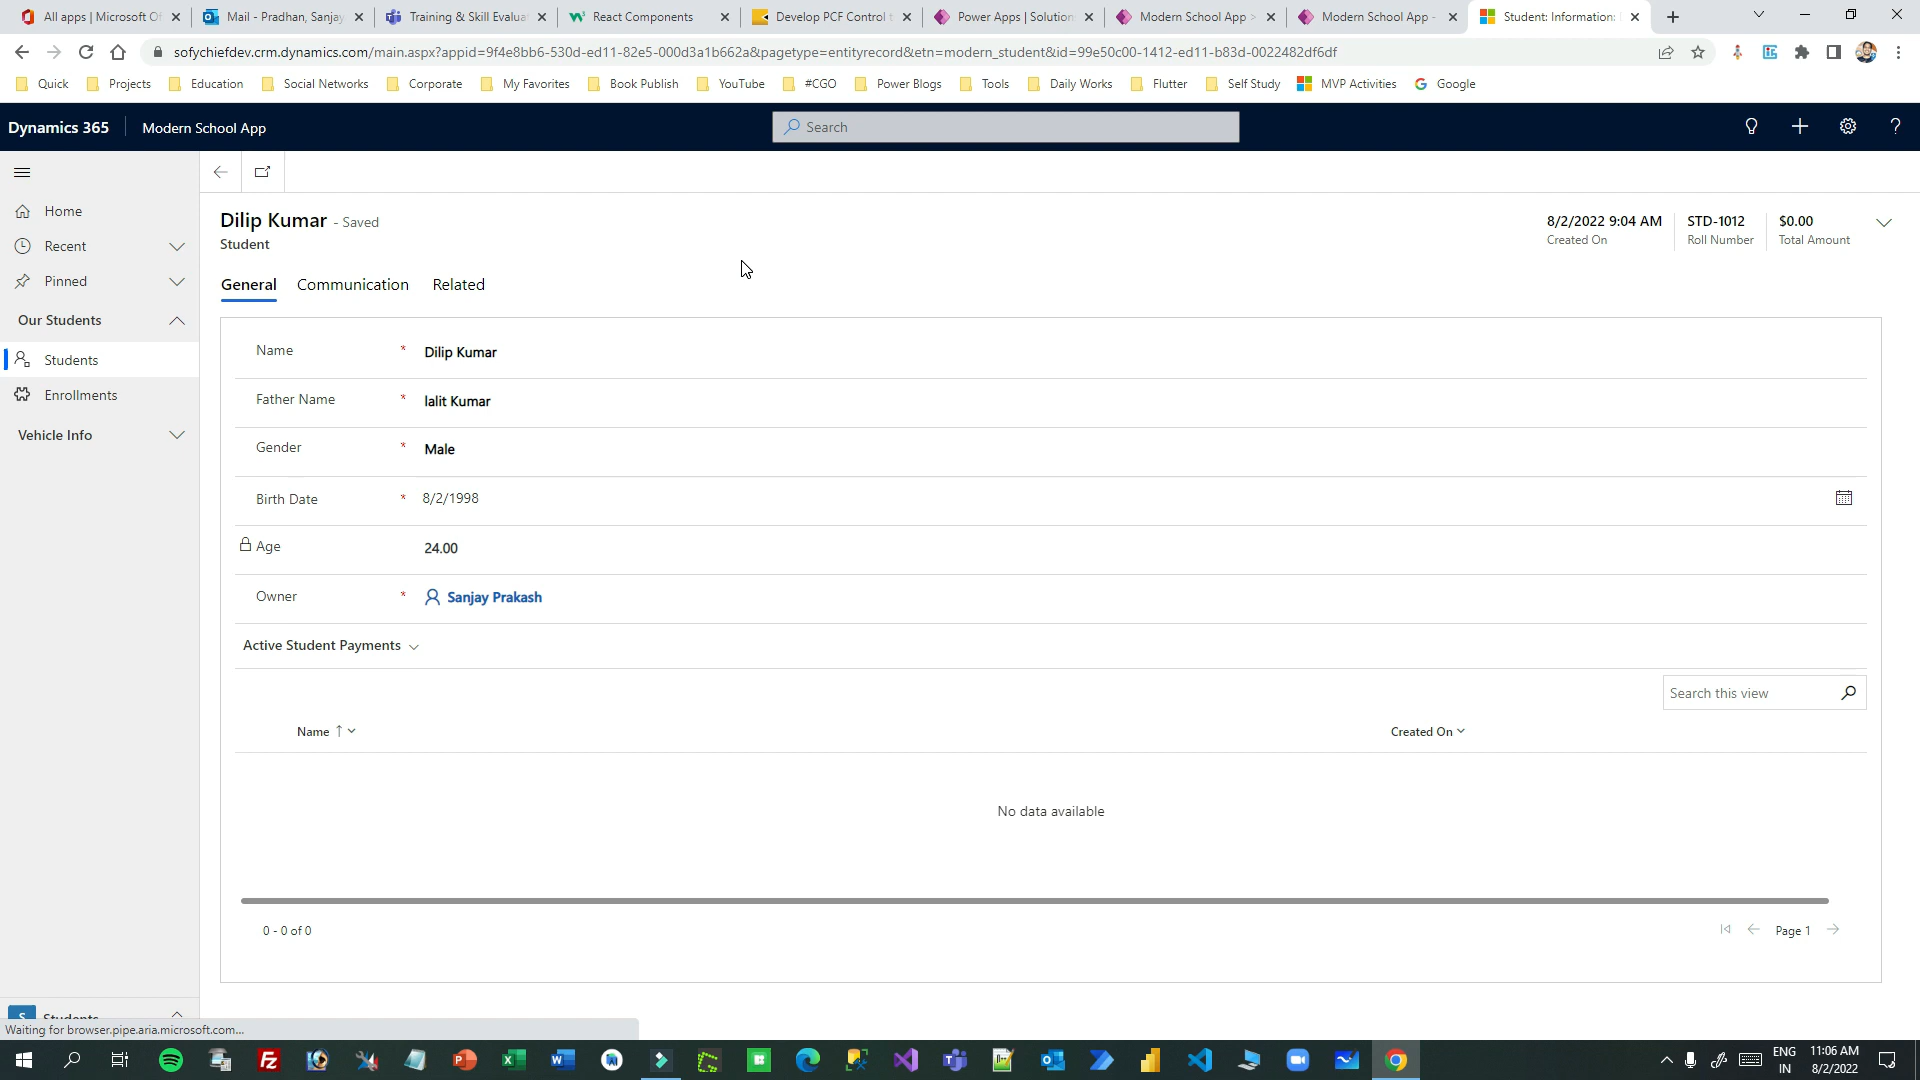 All apps | Microsoft Of
Mail - Pradhan, Sanjay
Training & Skill Evaluat
React Components
Develop PCF Control t
Power Apps | Solution
Modern School App >
Modern School App -
Student: Information:
sofychiefdev.crm.dynamics.com/main.aspx?appid=9f4e8bb6-530d-ed11-82e5-000d3a1b662a&pagetype=entityrecord&etn=modern_student&id=99e50c00-1412-ed11-b83d-0022482df6df
Quick
Projects
Education
Social Networks
Corporate
My Favorites
Book Publish
YouTube
#CGO
Power Blogs
Tools
Daily Works
Flutter
Self Study
MVP Activities
Google
Dynamics 365
Modern School App
Search
Home
Recent
Pinned
Our Students
Students
Enrollments
Vehicle Info
S Students
Dilip Kumar - Saved
Student
8/2/2022 9:04 AM
Created On
STD-1012
Roll Number
$0.00
Total Amount
General
Communication
Related
Name * Dilip Kumar
Father Name * lalit Kumar
Gender * Male
Birth Date * 8/2/1998
Age 24.00
Owner * Sanjay Prakash
Active Student Payments
Search this view
Name
Created On
No data available
0 - 0 of 0
Page 1
Waiting for browser.pipe.aria.microsoft.com...
ENG
IN
11:06 AM
8/2/2022